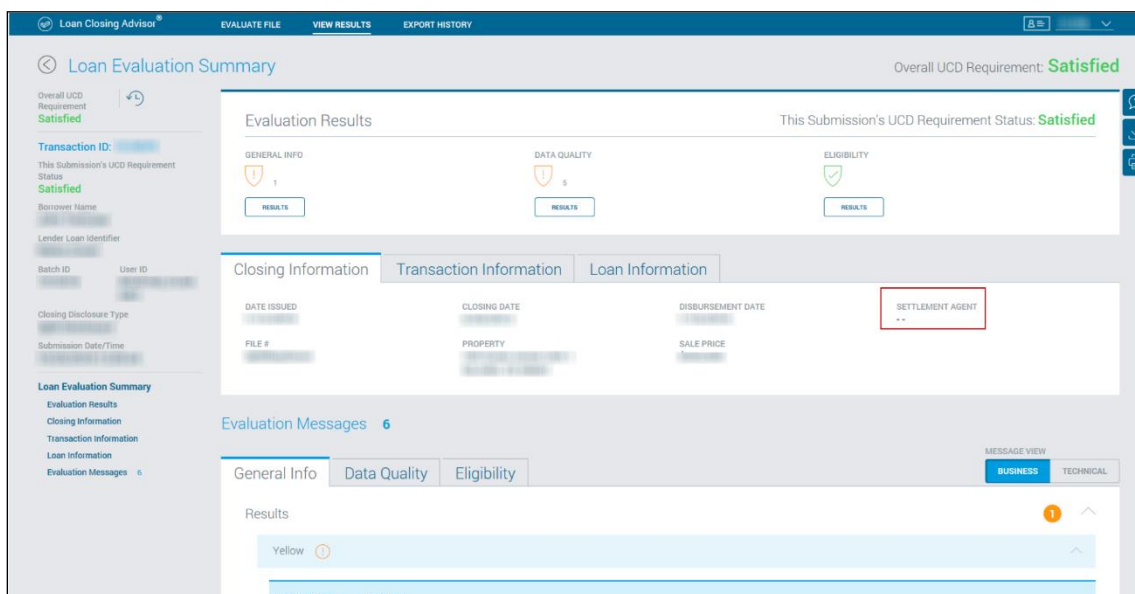 Loan Closing Advisor®
EVALUATE FILE VIEW RESULTS EXPORT HISTORY
Loan Evaluation Summary
Overall UCD Requirement: Satisfied
Overall UCD
Requirement
Satisfied
Transaction ID:
This Submission's UCD Requirement
Status
Satisfied
Borrower Name
Lender Loan Identifier
Batch ID User ID
Closing Disclosure Type
Submission Date/Time
Loan Evaluation Summary
Evaluation Results
Closing Information
Transaction Information
Loan Information
Evaluation Messages 6
Evaluation Results
This Submission's UCD Requirement Status: Satisfied
GENERAL INFO DATA QUALITY ELIGIBILITY
1 5
RESULTS RESULTS RESULTS
Closing Information Transaction Information Loan Information
DATE ISSUED CLOSING DATE DISBURSEMENT DATE SETTLEMENT AGENT
- -
FILE # PROPERTY SALE PRICE
Evaluation Messages 6
MESSAGE VIEW
General Info Data Quality Eligibility BUSINESS TECHNICAL
Results 1
Yellow